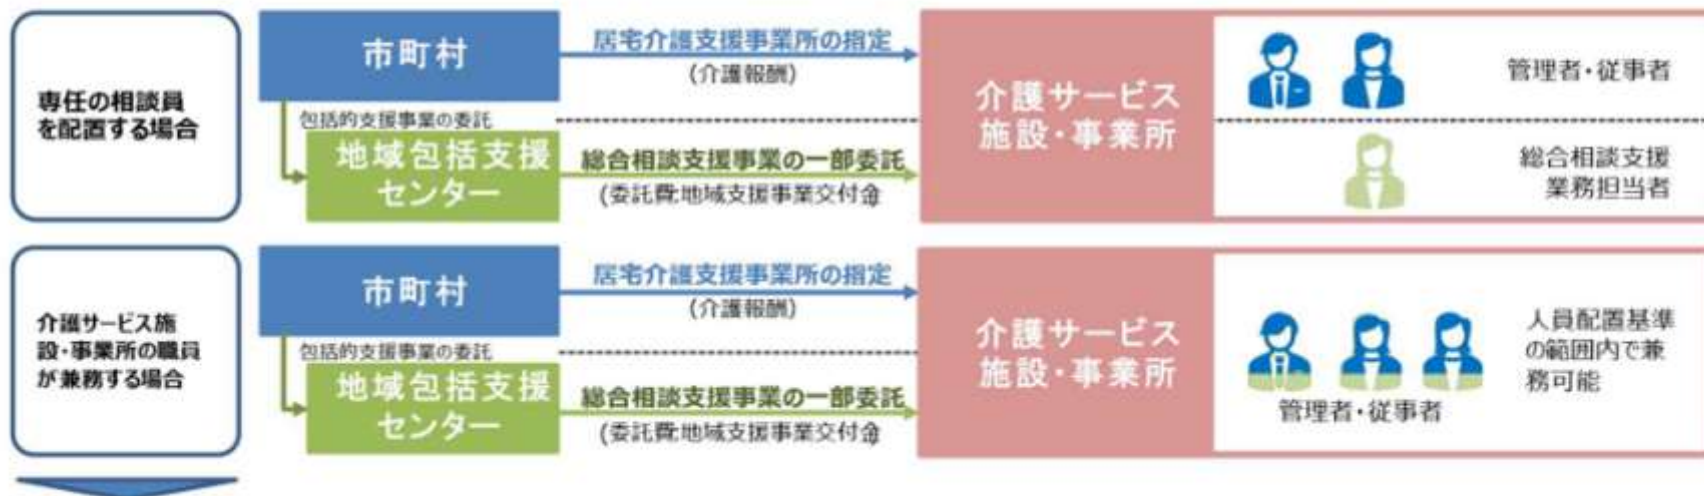 専任の相談員
を配置する場合
市町村
居宅介護支援事業所の指定
(介護報酬)
包括的支援事業の委託
地域包括支援
センター
総合相談支援事業の一部委託
(委託費:地域支援事業交付金
介護サービス
施設・事業所
管理者・従事者
総合相談支援
業務担当者
介護サービス施
設・事業所の職員
が兼務する場合
市町村
居宅介護支援事業所の指定
(介護報酬)
包括的支援事業の委託
地域包括支援
センター
総合相談支援事業の一部委託
(委託費:地域支援事業交付金
介護サービス
施設・事業所
管理者・従事者
人員配置基準
の範囲内で兼
務可能